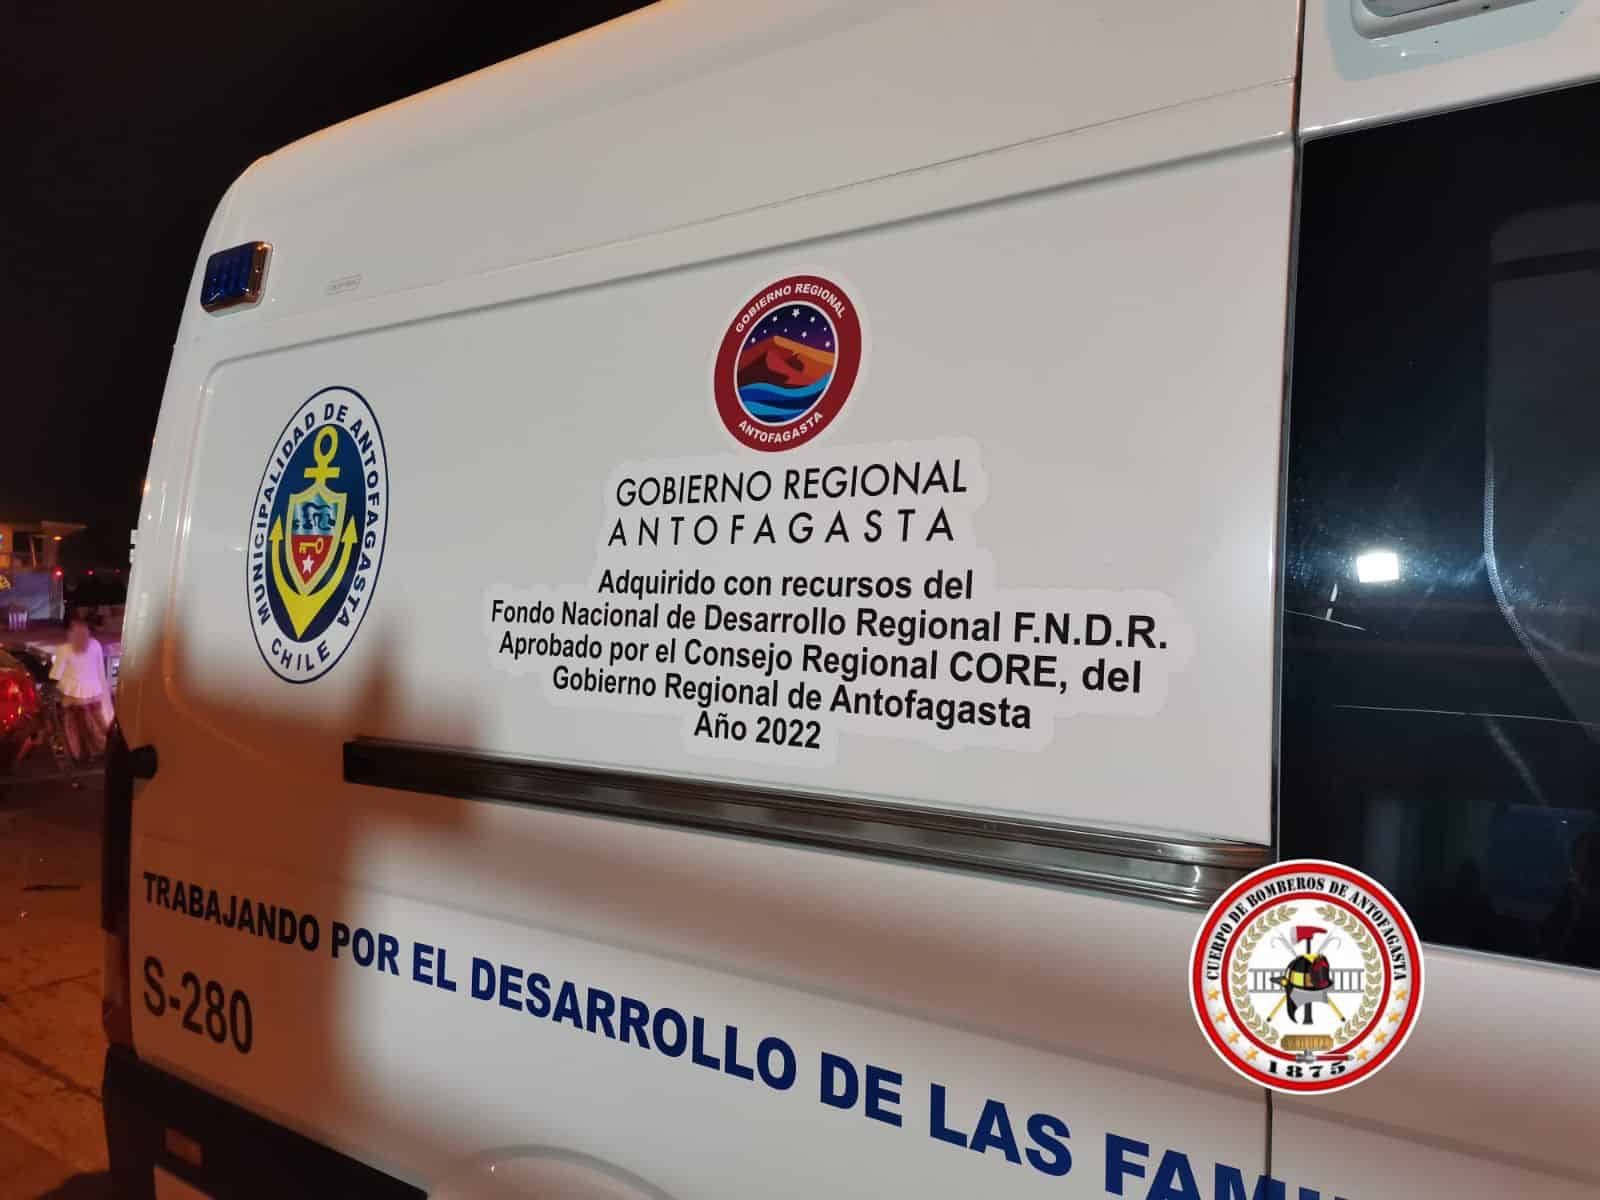 MUNICIPALIDAD DE ANTOFAGASTA
CHILE
GOBIERNO REGIONAL
ANTOFAGASTA
GOBIERNO REGIONAL
ANTOFAGASTA
Adquirido con recursos del
Fondo Nacional de Desarrollo Regional F.N.D.R.
Aprobado por el Consejo Regional CORE, del
Gobierno Regional de Antofagasta
Año 2022
TRABAJANDO POR EL DESARROLLO DE LAS FAMI
S-280
CUERPO DE BOMBEROS DE ANTOFAGASTA
1875